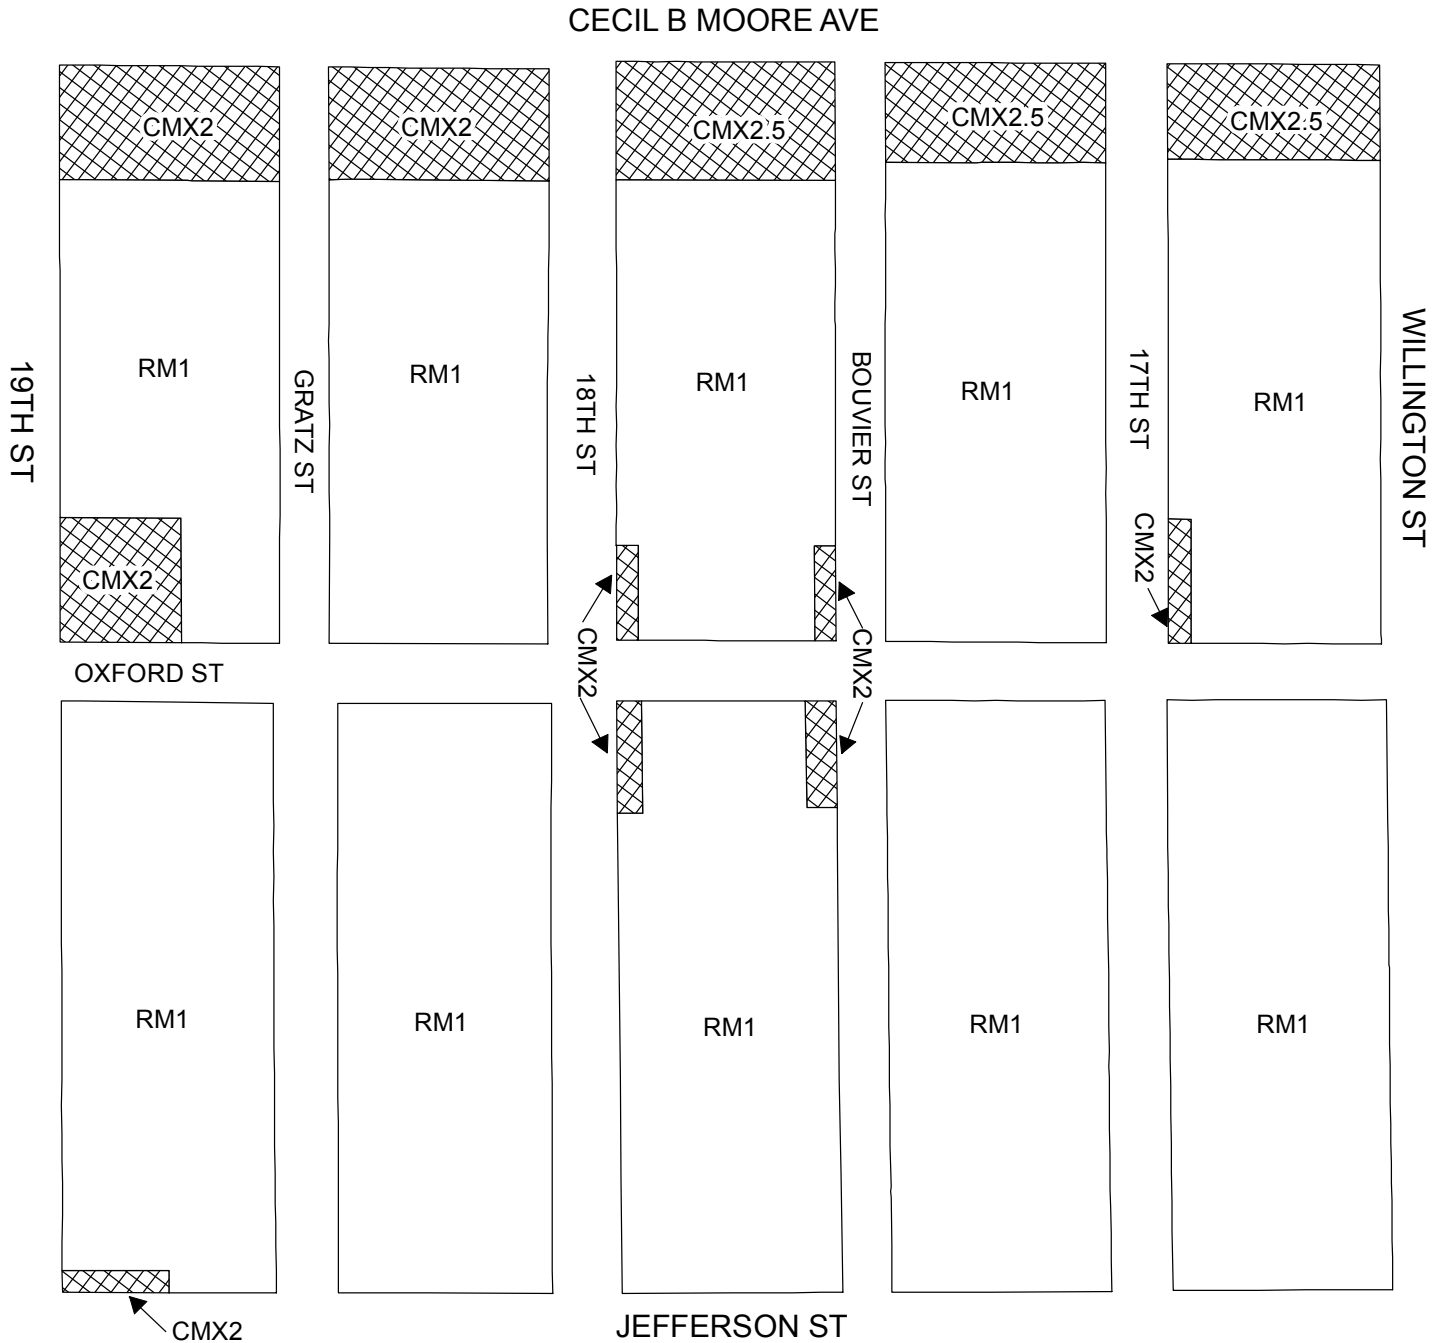 CECIL B MOORE AVE
CMX2
CMX2
CMX2.5
CMX2.5
CMX2.5
RM1
RM1
RM1
RM1
RM1
19TH ST
GRATZ ST
18TH ST
BOUVIER ST
17TH ST
WILLINGTON ST
CMX2
CMX2
CMX2
CMX2
OXFORD ST
RM1
RM1
RM1
RM1
RM1
CMX2
JEFFERSON ST